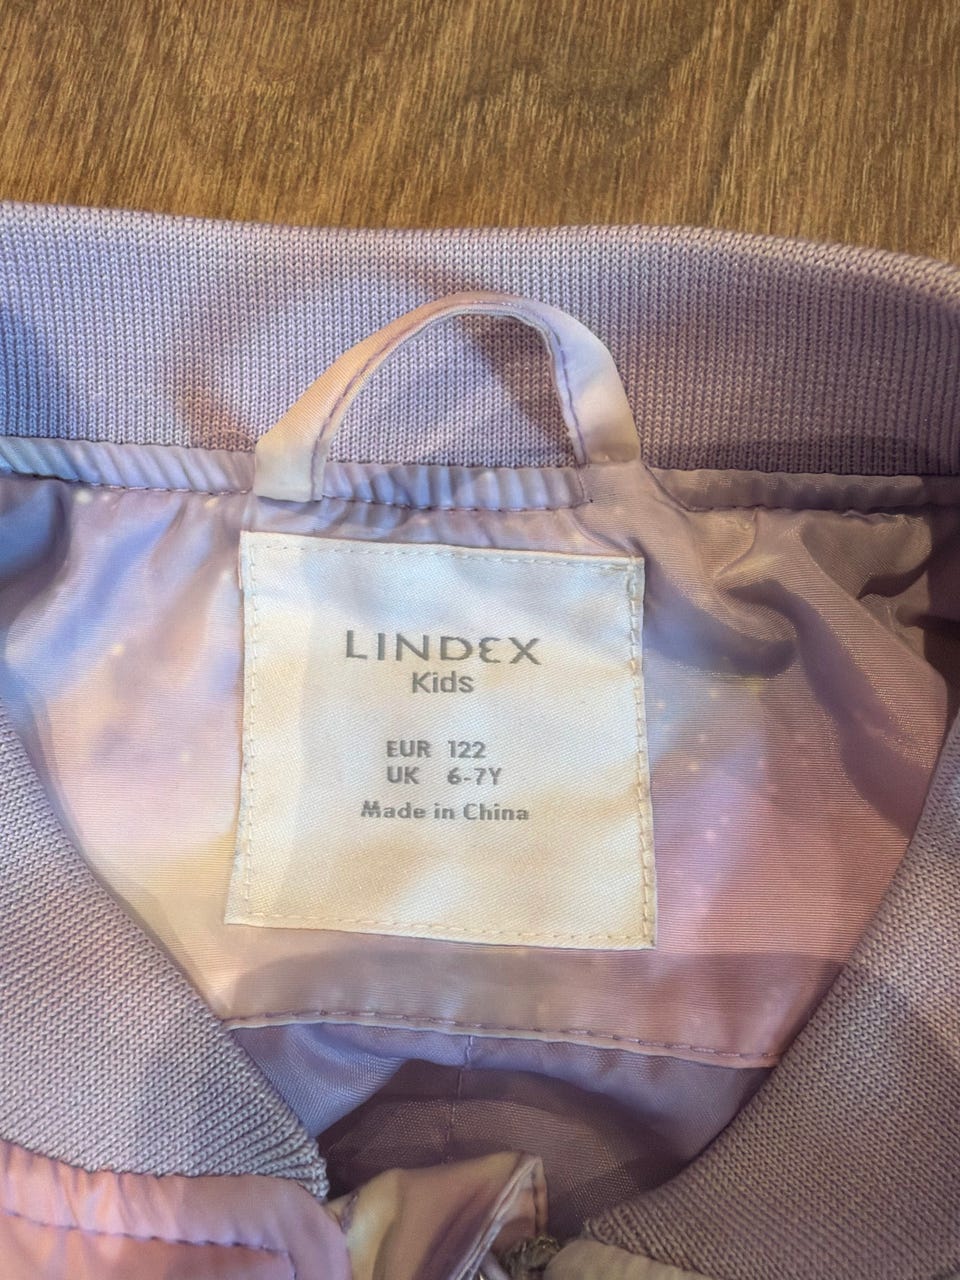 LINDEX
Kids
EUR 122
UK 6-7Y
Made in China